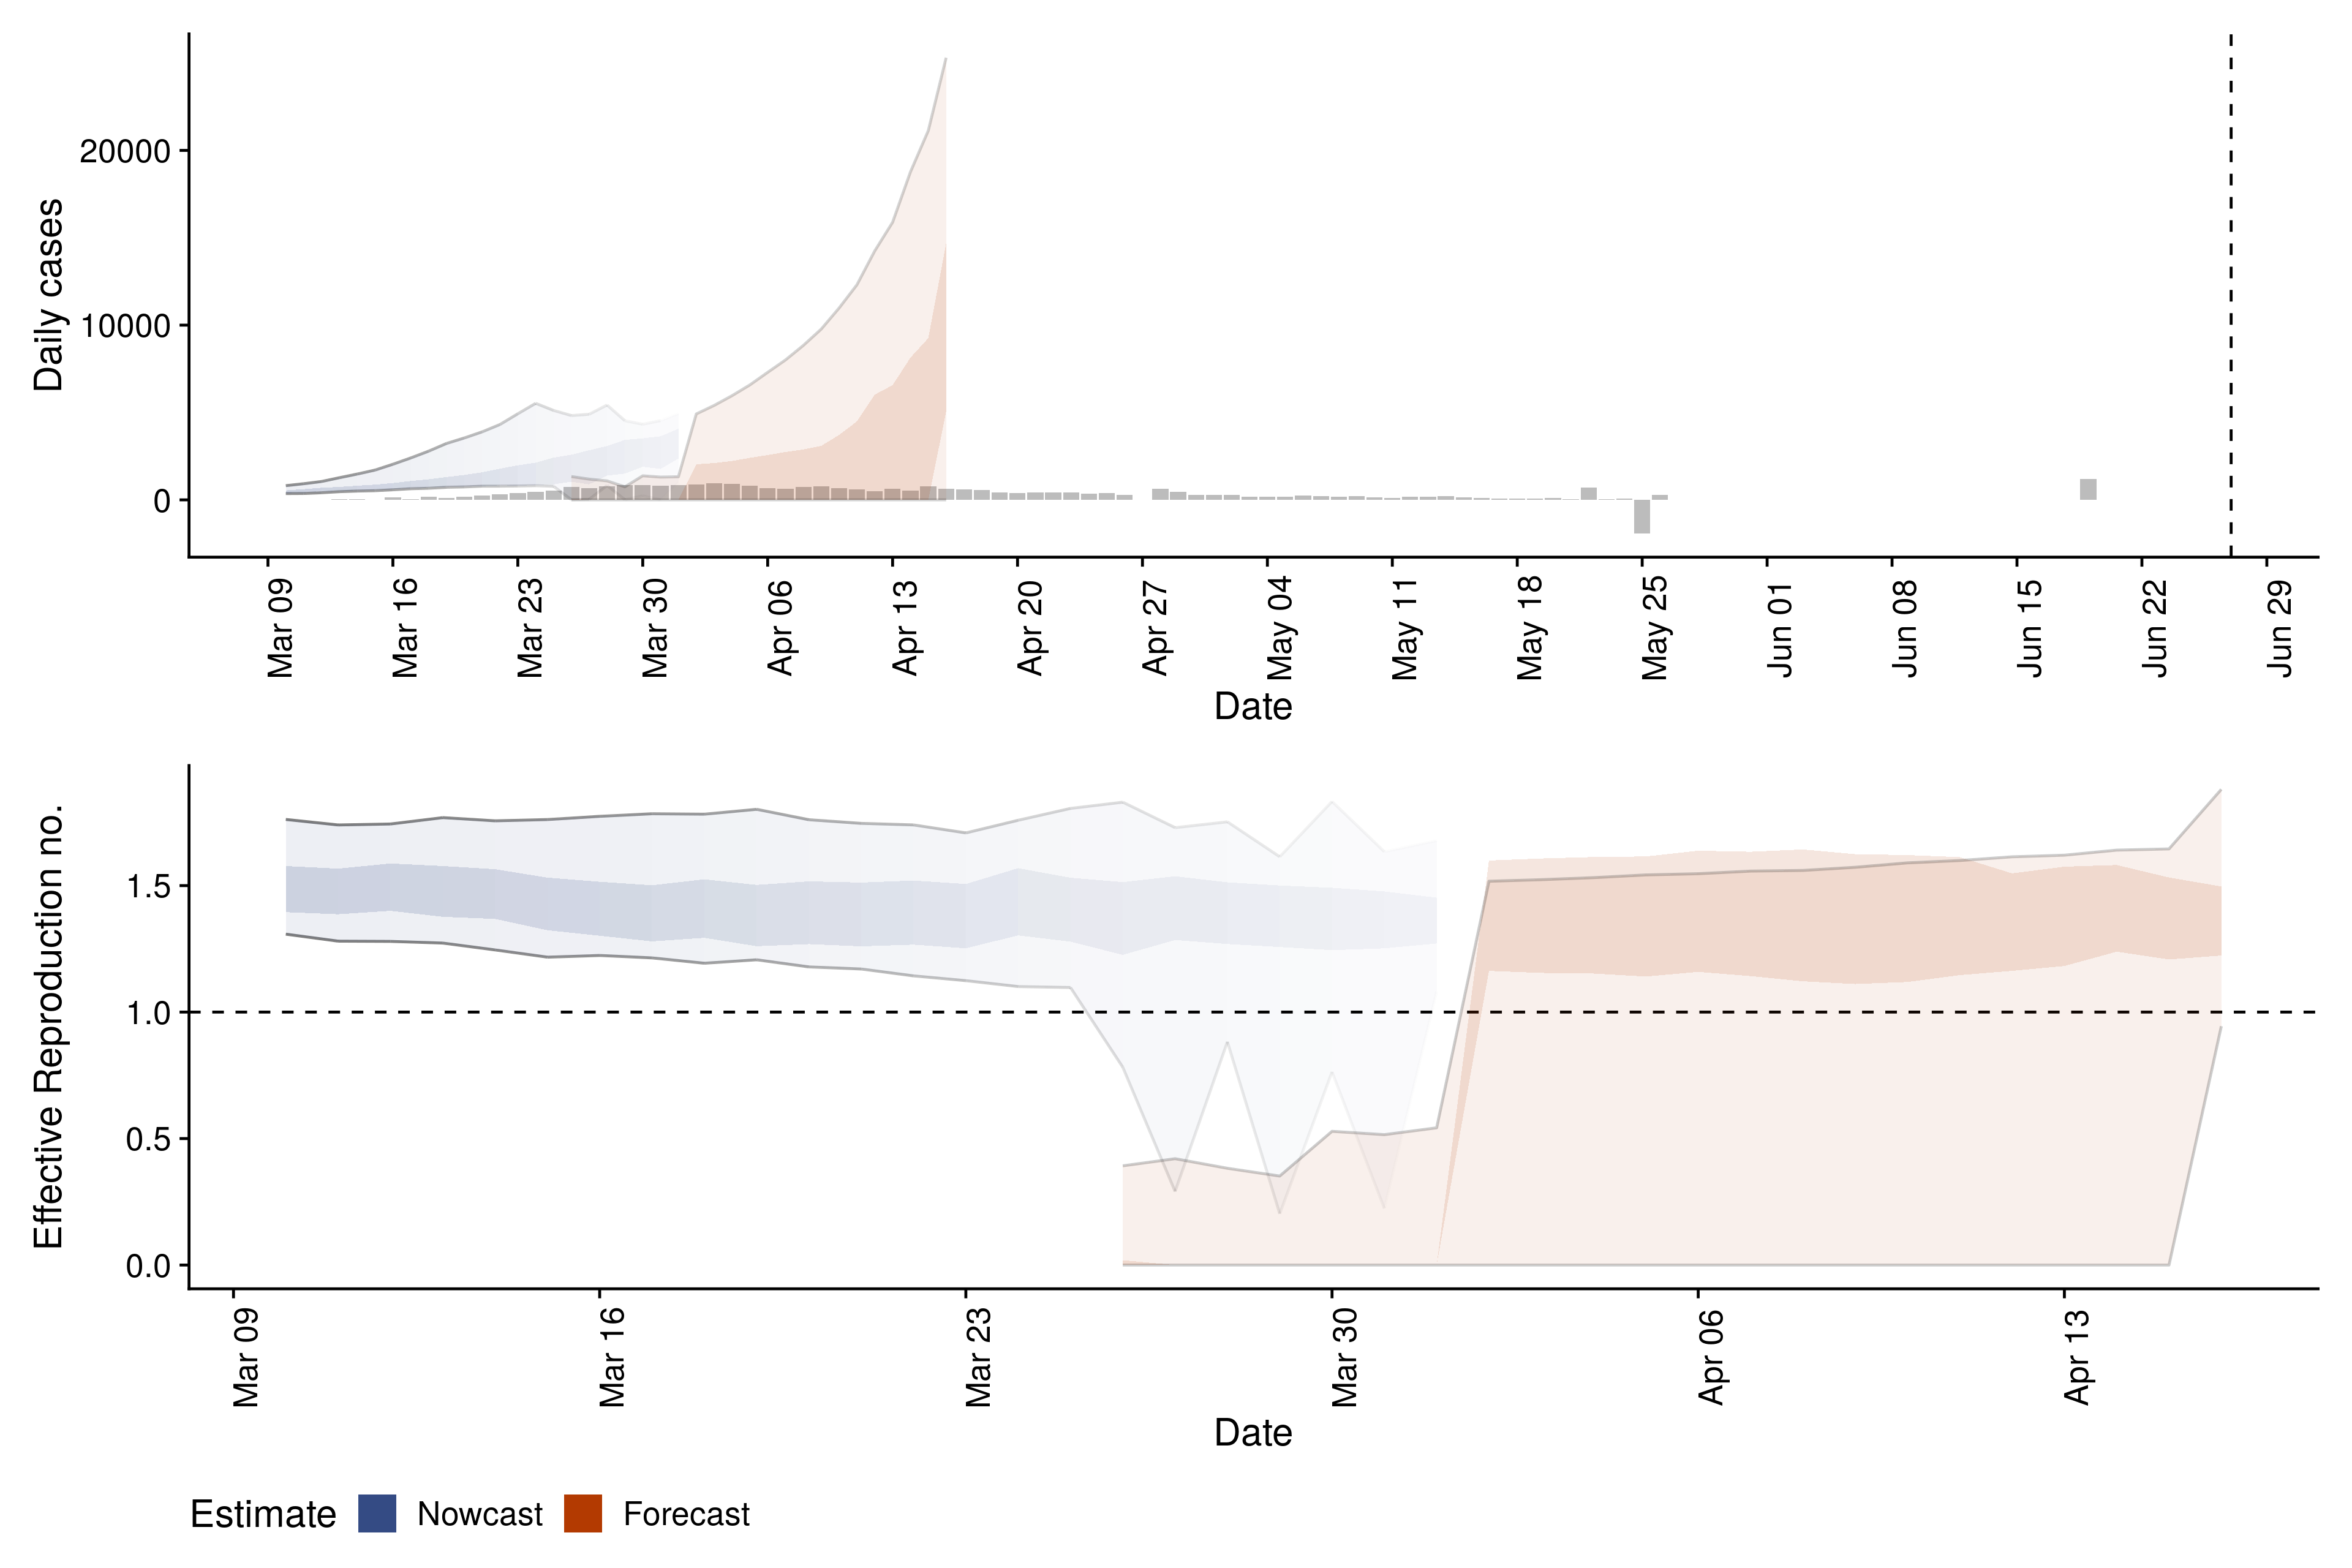 Daily cases
20000
10000
0
Mar 09 Mar 16 Mar 23 Mar 30 Apr 06 Apr 13 Apr 20 Apr 27 May 04 May 11 May 18 May 25 Jun 01 Jun 08 Jun 15 Jun 22 Jun 29
Date
Effective Reproduction no.
1.5
1.0
0.5
0.0
Mar 09 Mar 16 Mar 23 Mar 30 Apr 06 Apr 13
Date
Estimate Nowcast Forecast